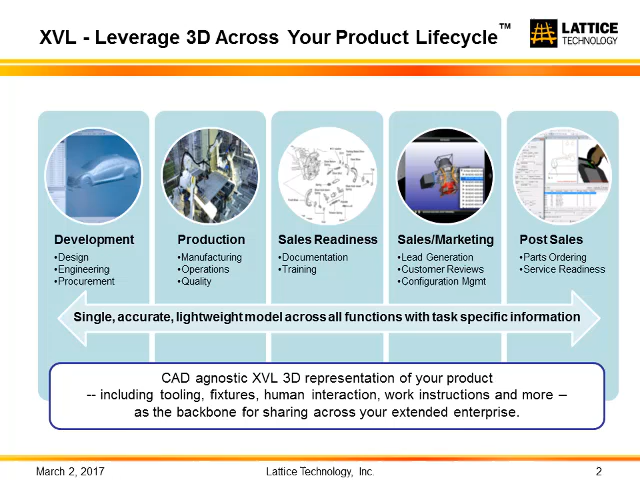 XVL - Leverage 3D Across Your Product Lifecycle™
LATTICE
TECHNOLOGY
Development
•Design
•Engineering
•Procurement
Production
•Manufacturing
•Operations
•Quality
Sales Readiness
•Documentation
•Training
Sales/Marketing
•Lead Generation
•Customer Reviews
•Configuration Mgmt
Post Sales
•Parts Ordering
•Service Readiness
Single, accurate, lightweight model across all functions with task specific information
CAD agnostic XVL 3D representation of your product
-- including tooling, fixtures, human interaction, work instructions and more –
as the backbone for sharing across your extended enterprise.
March 2, 2017
Lattice Technology, Inc.
2